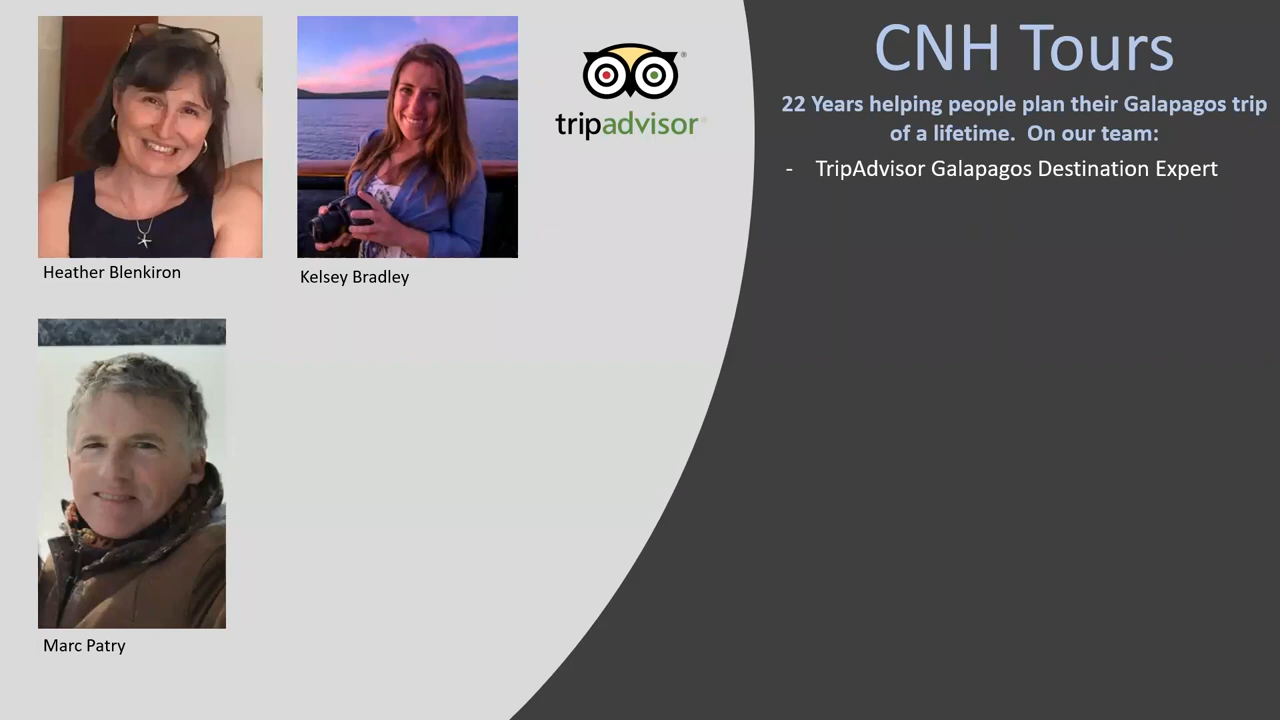 Heather Blenkiron
Kelsey Bradley
Marc Patry
tripadvisor®
CNH Tours
22 Years helping people plan their Galapagos trip
of a lifetime. On our team:
- TripAdvisor Galapagos Destination Expert